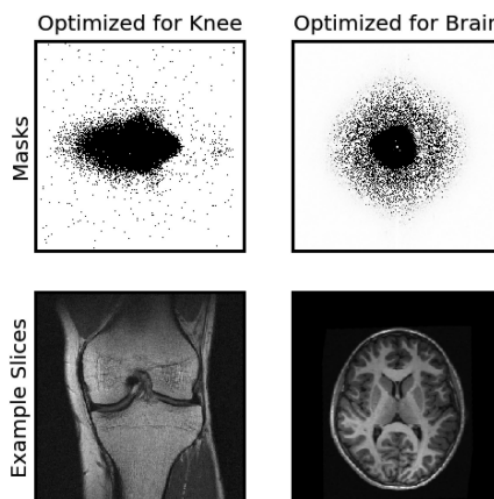 Optimized for Knee
Optimized for Brain
Masks
Example Slices